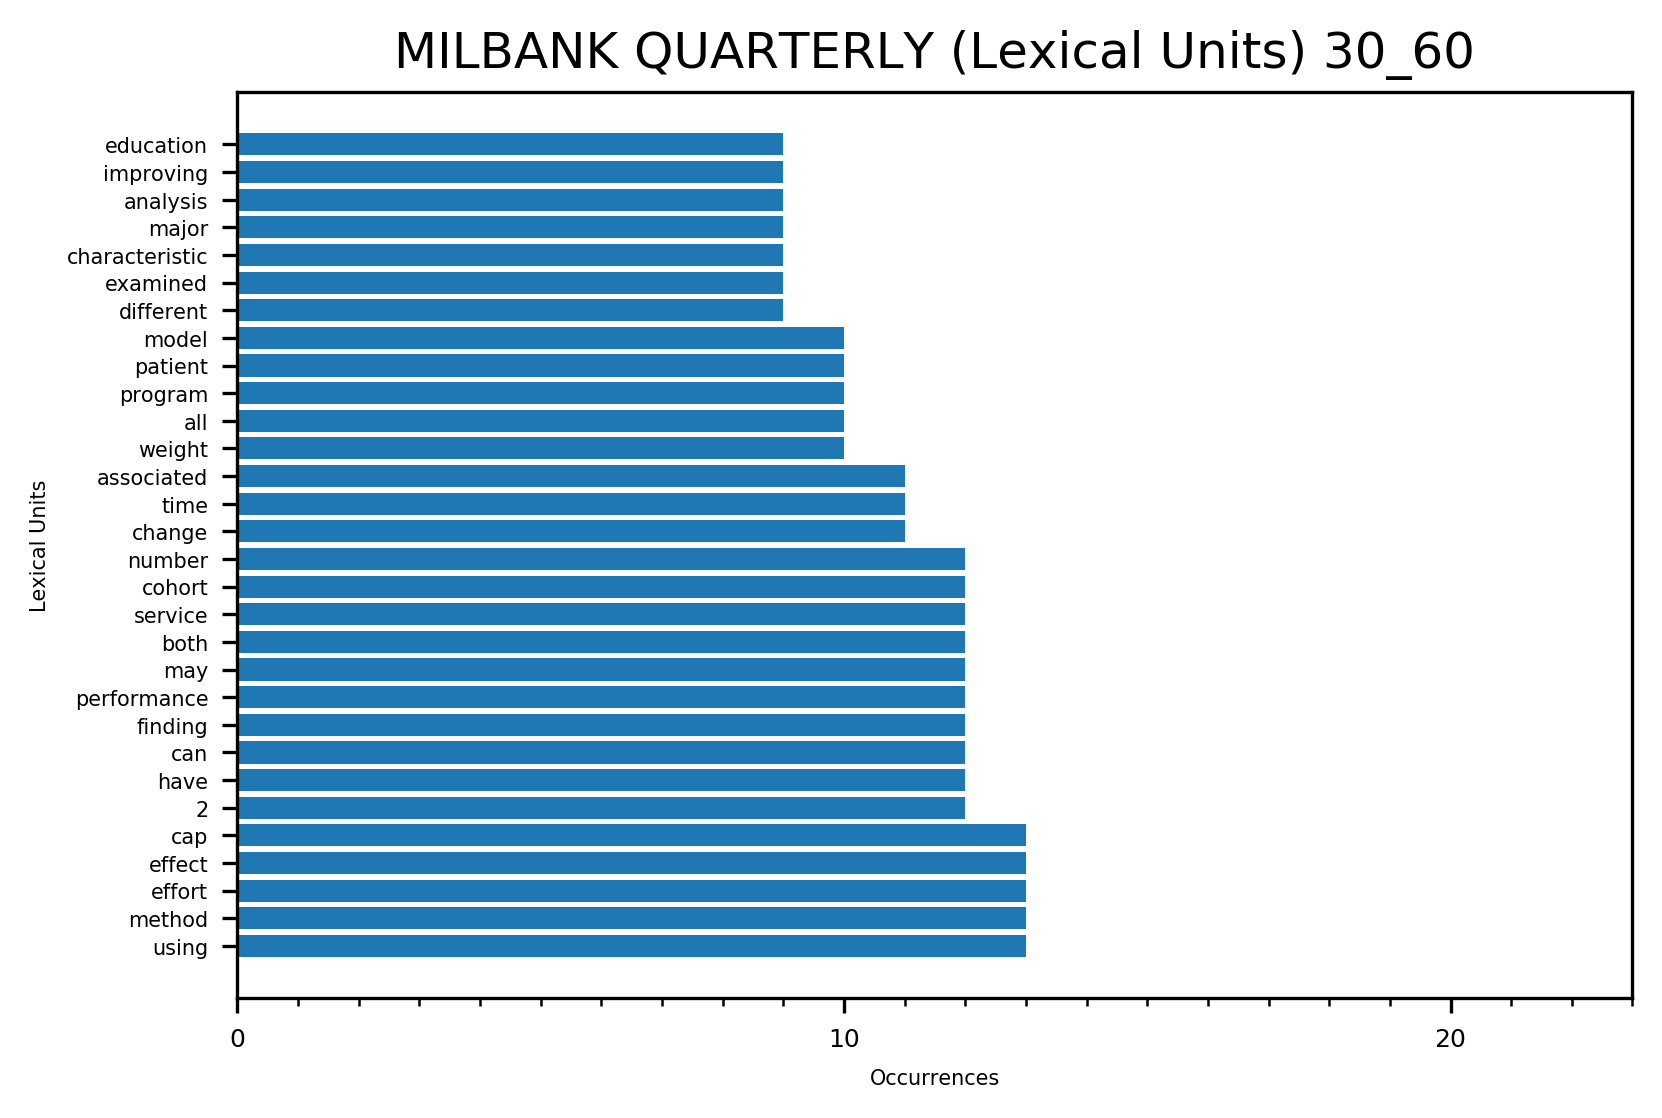 MILBANK QUARTERLY (Lexical Units) 30_60
education
improving
analysis
major
characteristic
examined
different
model
patient
program
all
weight
associated
time
change
number
cohort
service
both
may
performance
finding
can
have
2
cap
effect
effort
method
using
Lexical Units
0 10 20
Occurrences